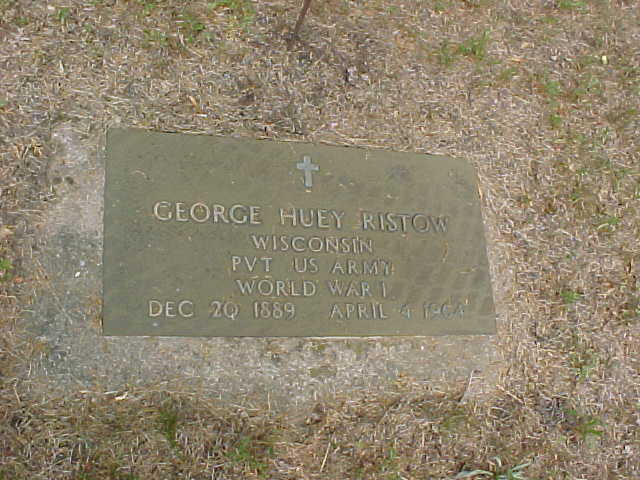 GEORGE HUEY RISTOW
WISCONSIN
PVT US ARMY
WORLD WAR I
DEC 20 1889 APRIL 4 1964